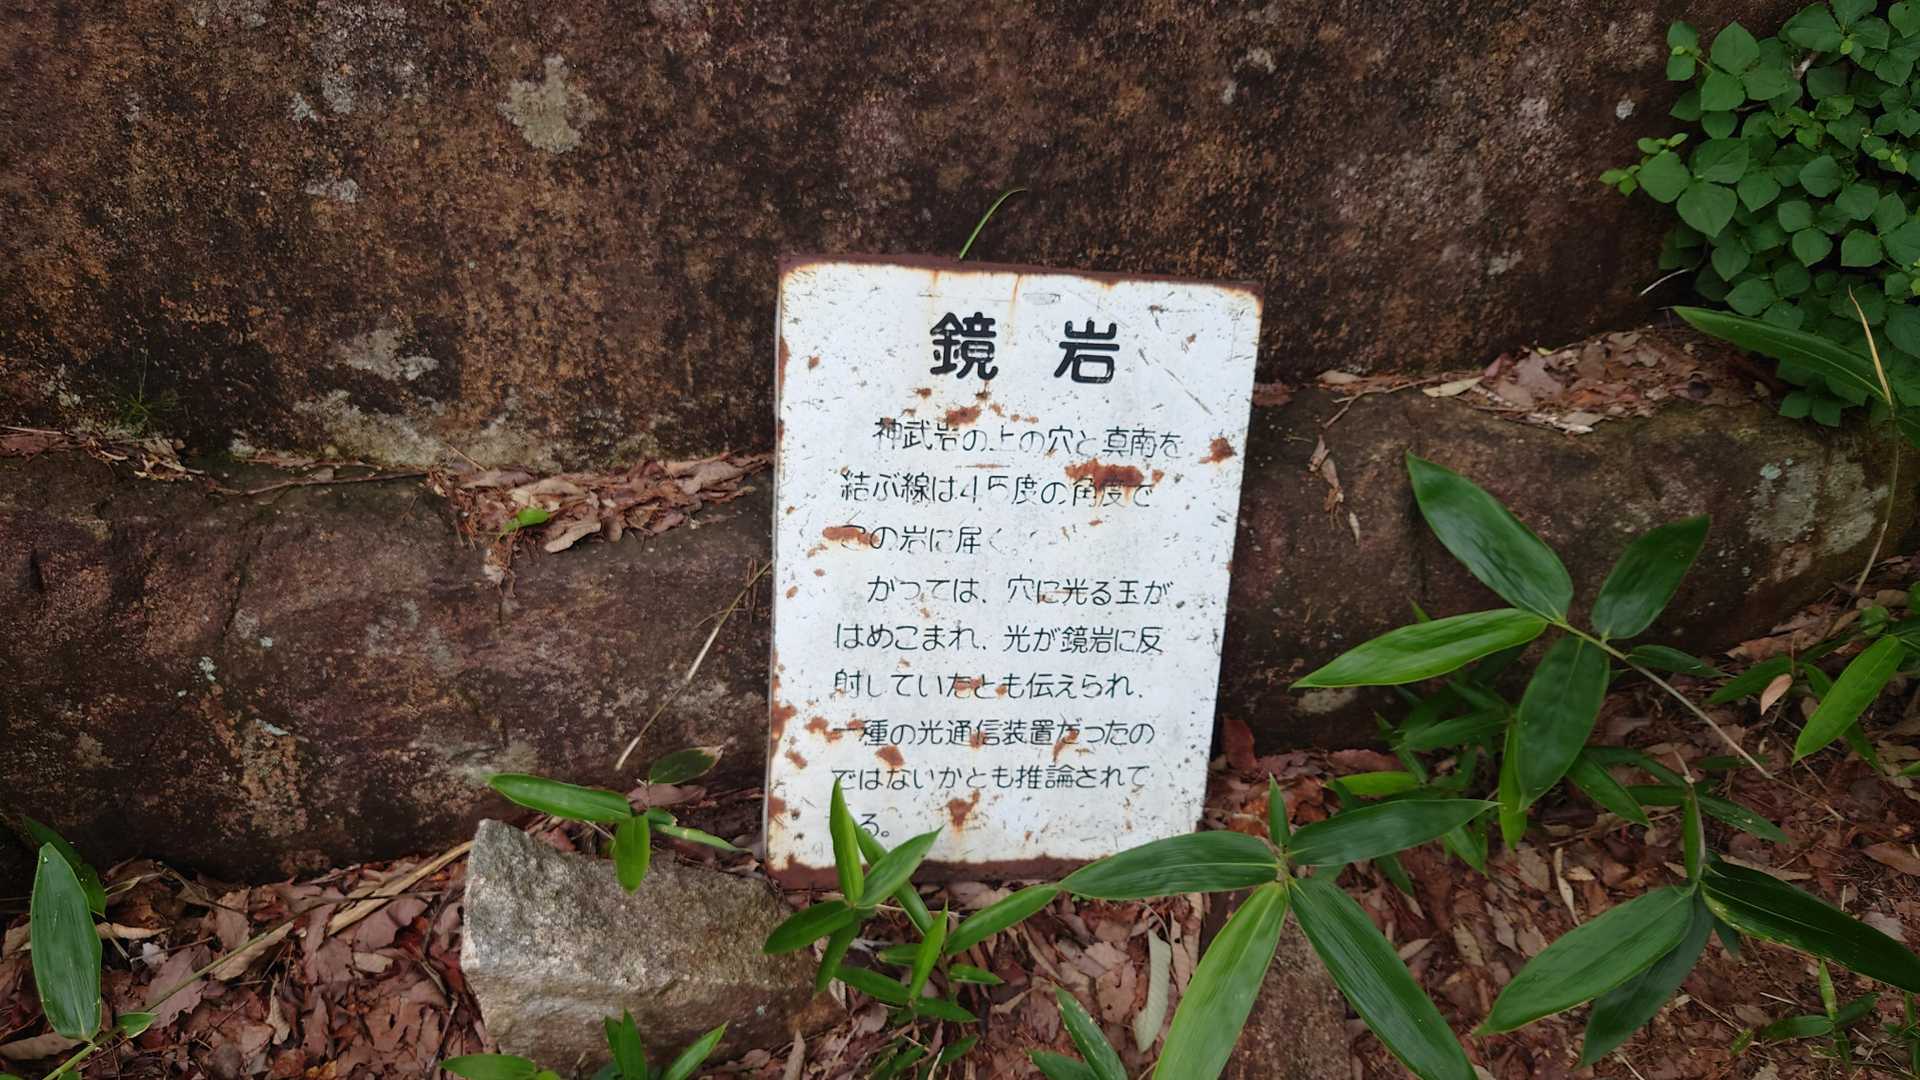 鏡岩
神武岩の上の穴と真南を
結ぶ線は45度の角度で
この岩に届く。
かつては、穴に光る玉が
はめこまれ、光が鏡岩に反
射していたとも伝えられ、
一種の光通信装置だったの
ではないかとも推論されて
る。